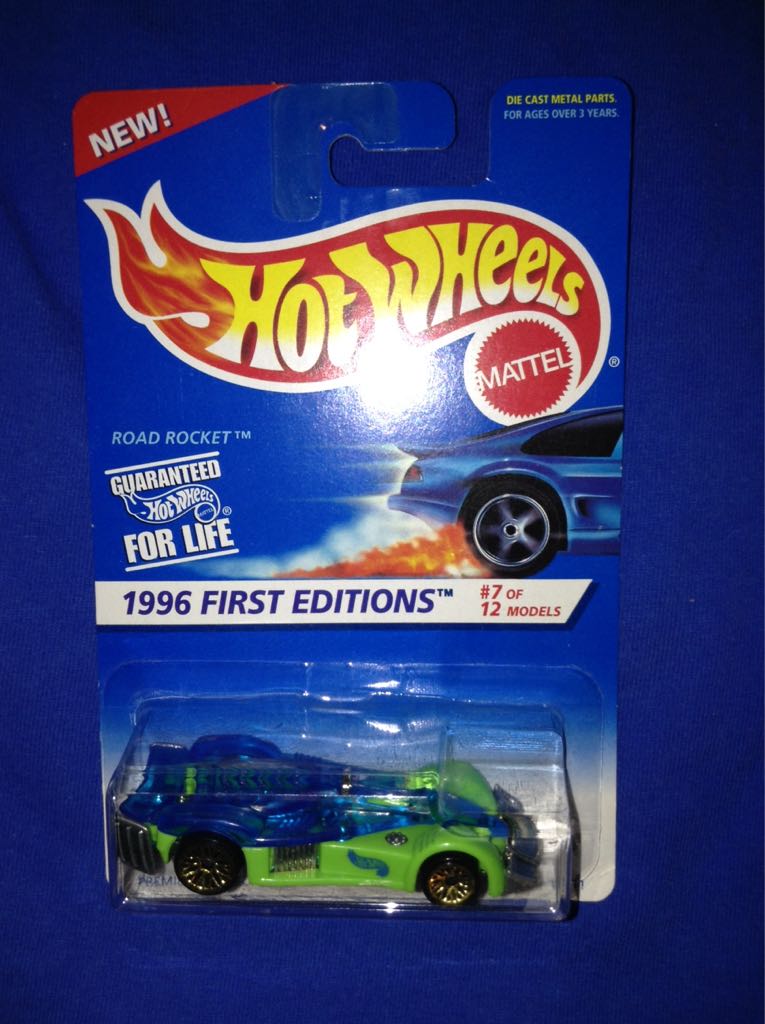 NEW!
DIE CAST METAL PARTS.
FOR AGES OVER 3 YEARS.
HOT WHEELS
MATTEL ®
ROAD ROCKET™
GUARANTEED
HOT WHEELS ®
MATTEL
FOR LIFE
1996 FIRST EDITIONS™
#7 OF
12 MODELS